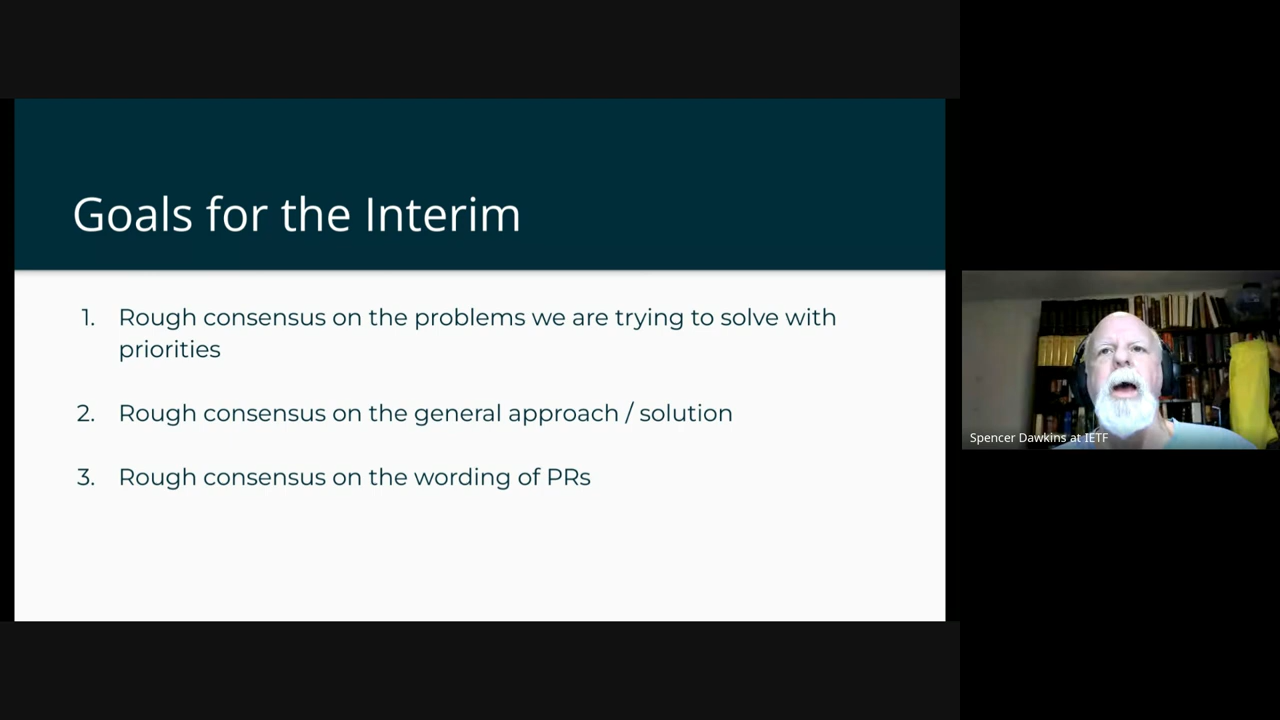 Goals for the Interim
1. Rough consensus on the problems we are trying to solve with
priorities
2. Rough consensus on the general approach / solution
3. Rough consensus on the wording of PRs
Spencer Dawkins at IETF